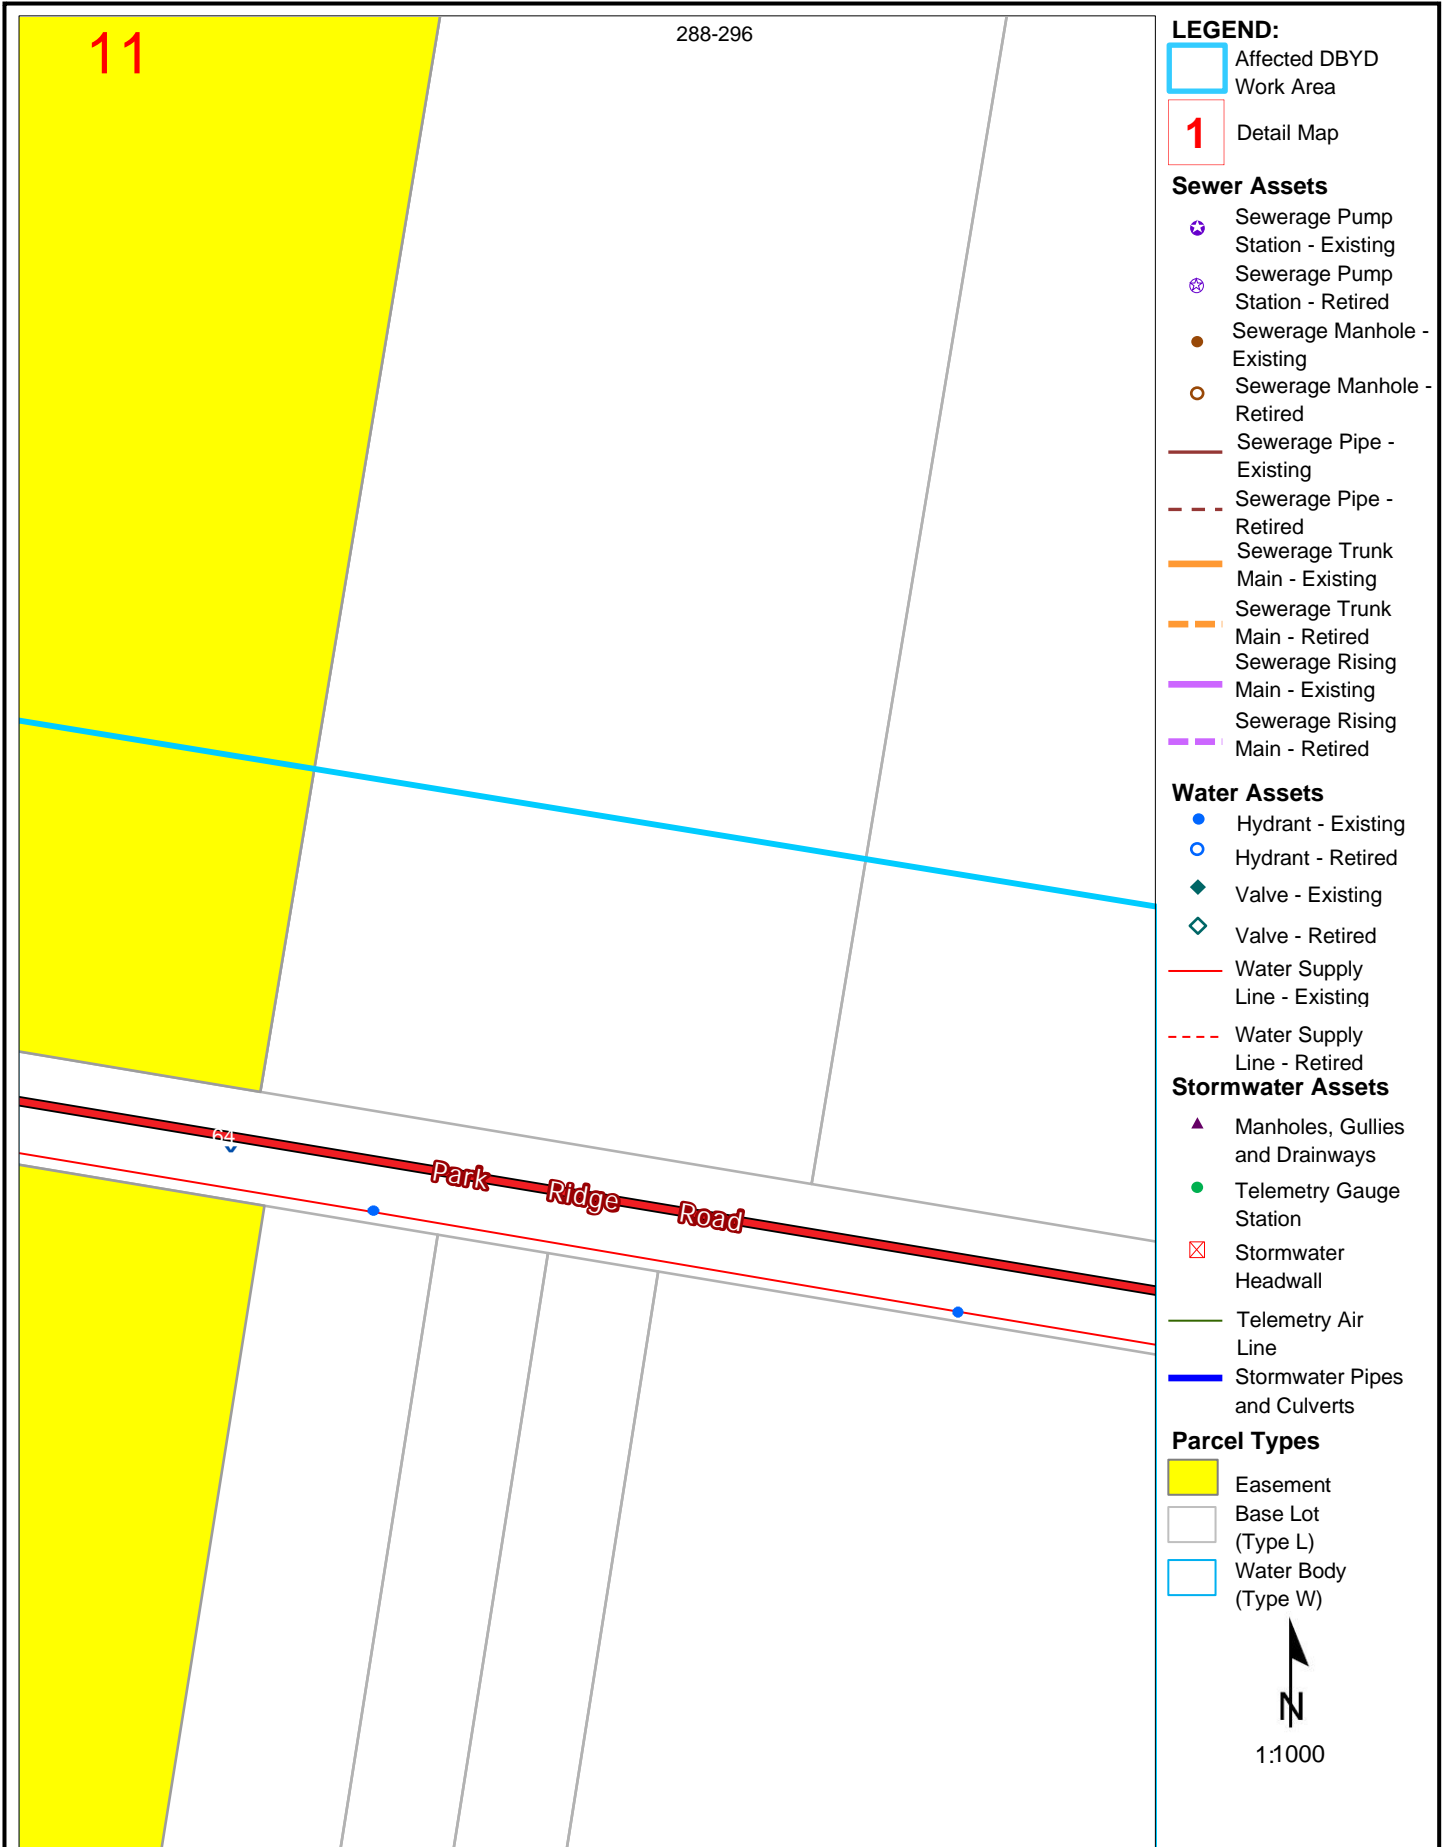 11
288-296
64
Park Ridge Road
LEGEND:
Affected DBYD
Work Area
1
Detail Map
Sewer Assets
Sewerage Pump
Station - Existing
Sewerage Pump
Station - Retired
Sewerage Manhole -
Existing
Sewerage Manhole -
Retired
Sewerage Pipe -
Existing
Sewerage Pipe -
Retired
Sewerage Trunk
Main - Existing
Sewerage Trunk
Main - Retired
Sewerage Rising
Main - Existing
Sewerage Rising
Main - Retired
Water Assets
Hydrant - Existing
Hydrant - Retired
Valve - Existing
Valve - Retired
Water Supply
Line - Existing
Water Supply
Line - Retired
Stormwater Assets
Manholes, Gullies
and Drainways
Telemetry Gauge
Station
Stormwater
Headwall
Telemetry Air
Line
Stormwater Pipes
and Culverts
Parcel Types
Easement
Base Lot
(Type L)
Water Body
(Type W)
N
1:1000